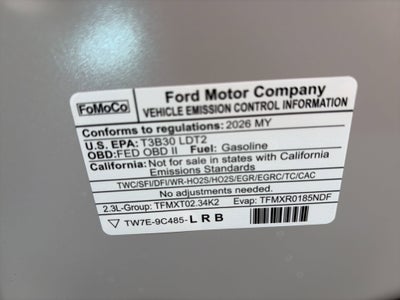 FoMoCo
Ford Motor Company
VEHICLE EMISSION CONTROL INFORMATION
Conforms to regulations: 2026 MY
U.S. EPA: T3B30 LDT2
OBD: FED OBD II Fuel: Gasoline
California: Not for sale in states with California
Emissions Standards
TWC/SFI/DFI/WR-HO2S/HO2S/EGR/EGRC/TC/CAC
No adjustments needed.
2.3L-Group: TFMXT02.34K2 Evap: TFMXR0185NDF
TW7E-9C485- L R B